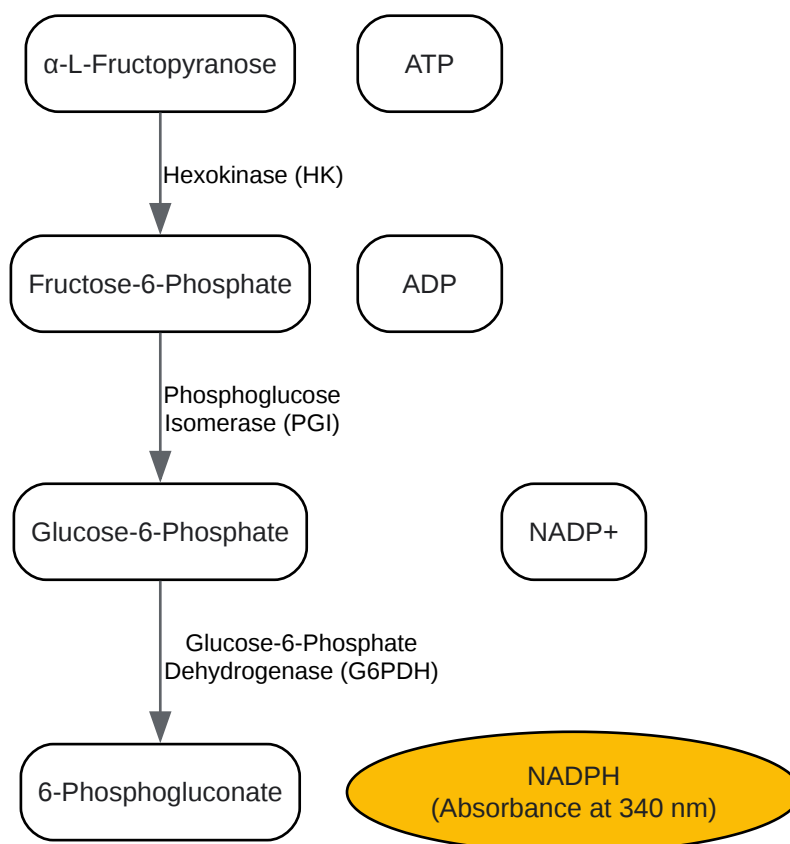 α-L-Fructopyranose
ATP
Hexokinase (HK)
Fructose-6-Phosphate
ADP
Phosphoglucose
Isomerase (PGI)
Glucose-6-Phosphate
NADP+
Glucose-6-Phosphate
Dehydrogenase (G6PDH)
6-Phosphogluconate
NADPH
(Absorbance at 340 nm)